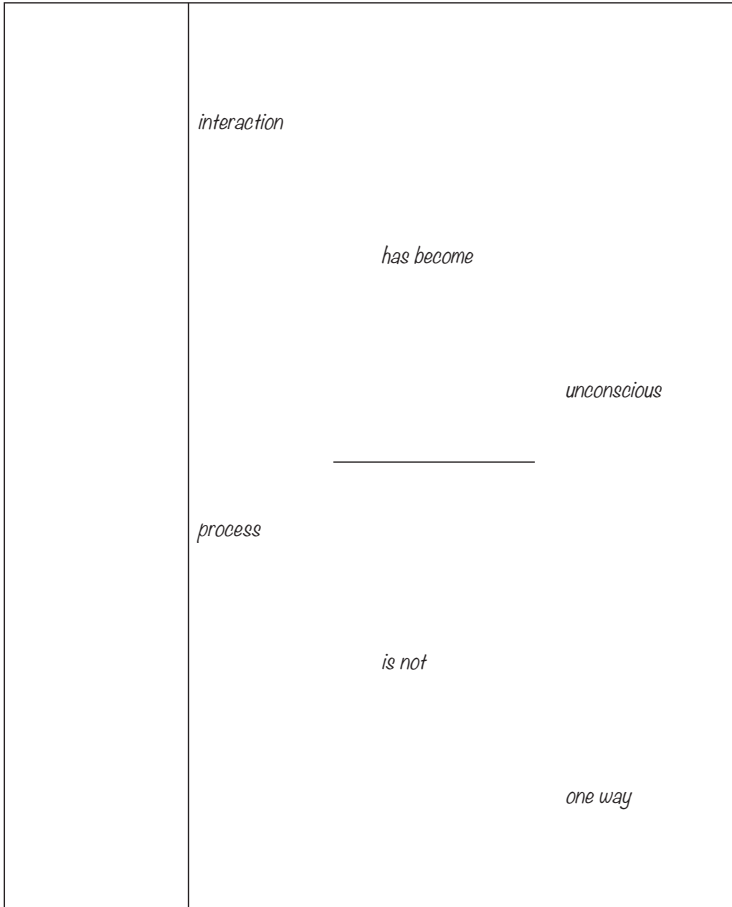 interaction
has become
unconscious
process
is not
one way